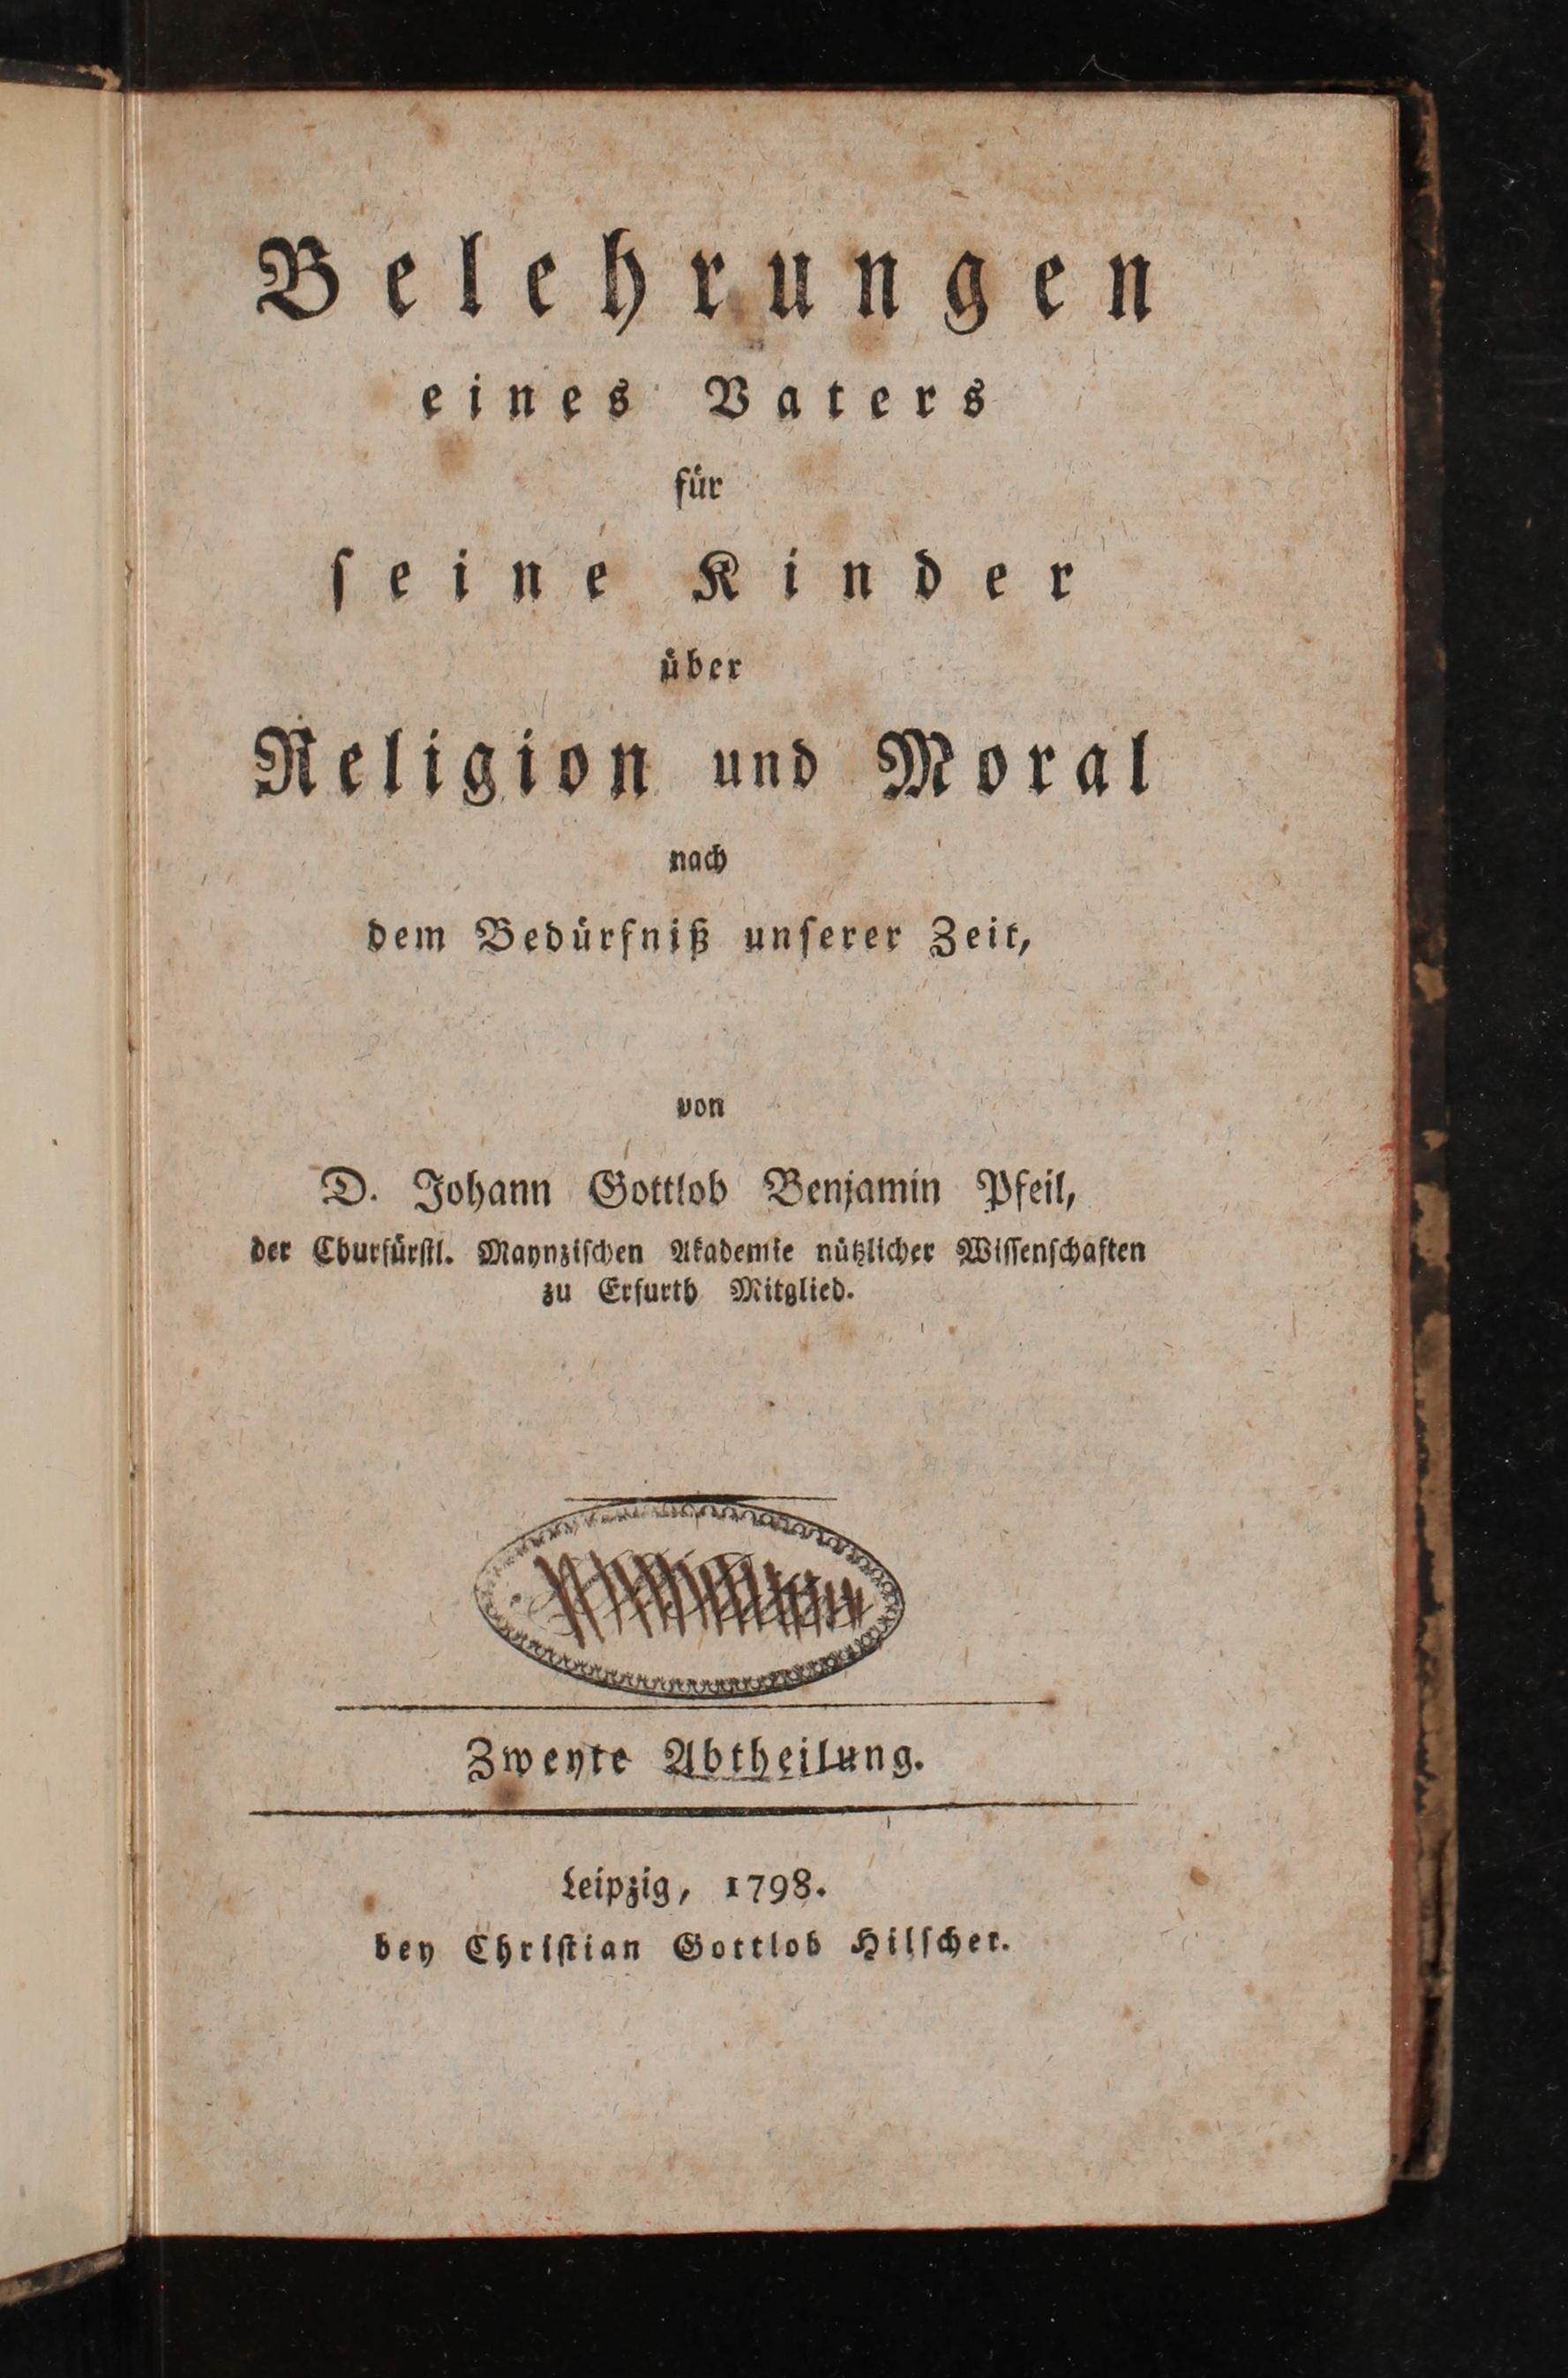 Belehrungen
eines Vaters
für
ſeine Kinder
über
Religion und Moral
nach
dem Bedürfniß unſerer Zeit,
von
D. Johann Gottlob Benjamin Pfeil,
der Churfürſtl. Maynziſchen Akademie nützlicher Wiſſenſchaften
zu Erfurth Mitglied.
Zweyte Abtheilung.
Leipzig, 1798.
bey Chriſtian Gottlob Hilſcher.